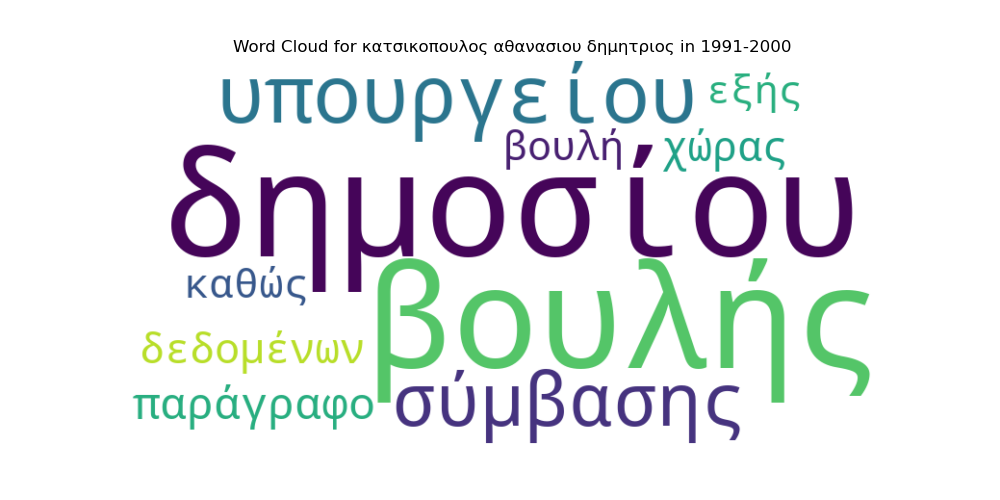 Word Cloud for κατσικοπουλος αθανασιου δημητριος in 1991-2000
υπουργείου εξής
βουλή χώρας
δημοσίου
καθώς βουλής
δεδομένων
παράγραφο σύμβασης